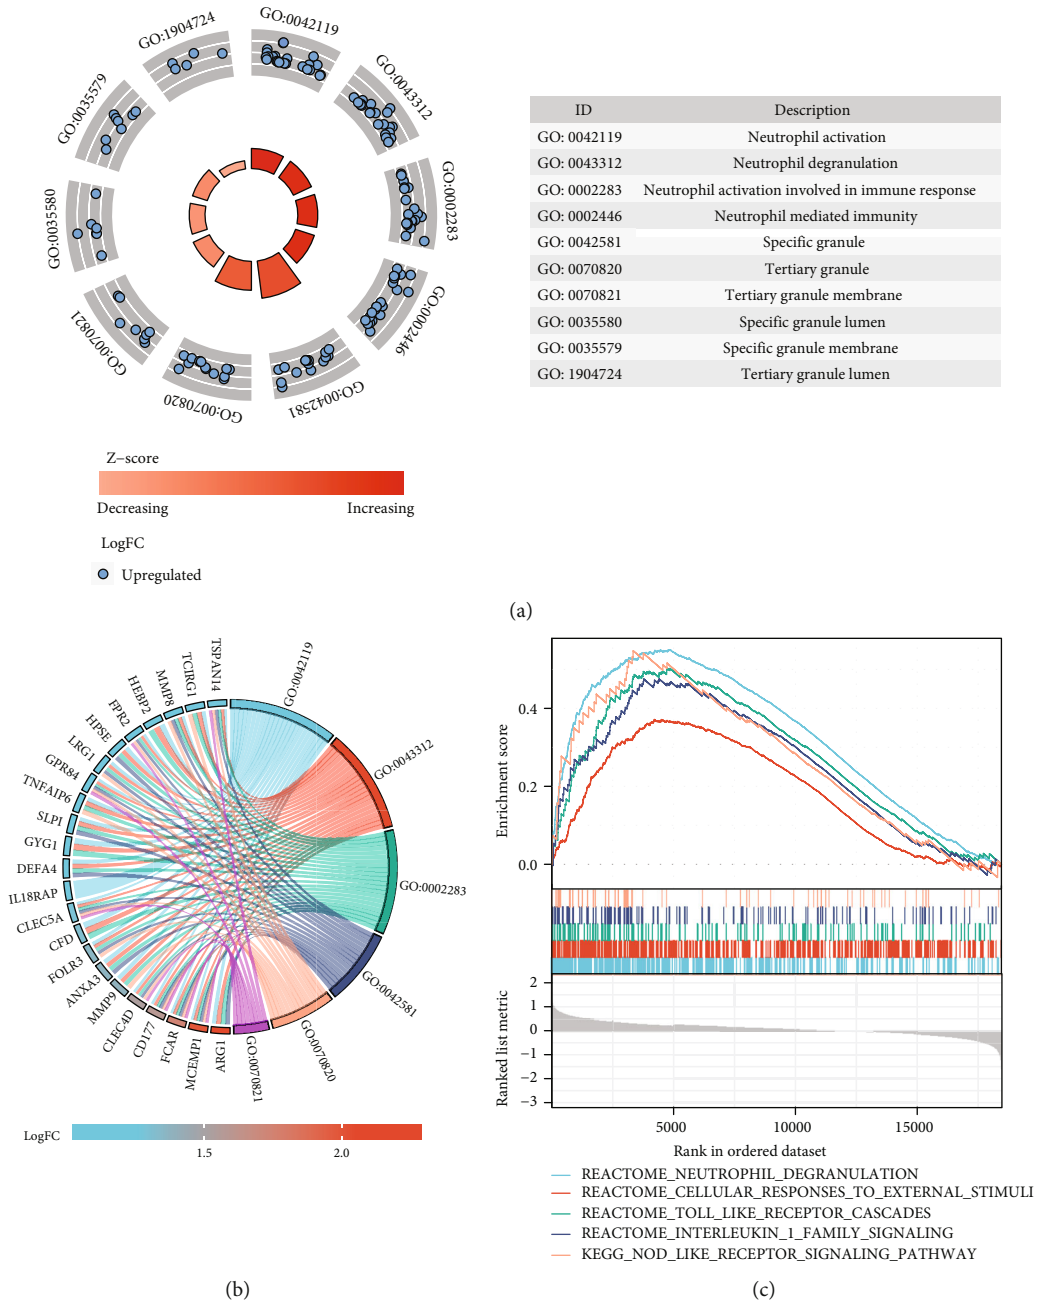 GO:1904724
GO:0042119
GO:0043312
GO:0002283
GO:0002446
GO:0042581
GO:0070820
GO:0070821
GO:0035580
GO:0035579
ID Description
GO: 0042119 Neutrophil activation
GO: 0043312 Neutrophil degranulation
GO: 0002283 Neutrophil activation involved in immune response
GO: 0002446 Neutrophil mediated immunity
GO: 0042581 Specific granule
GO: 0070820 Tertiary granule
GO: 0070821 Tertiary granule membrane
GO: 0035580 Specific granule lumen
GO: 0035579 Specific granule membrane
GO: 1904724 Tertiary granule lumen
Z−score
Decreasing Increasing
LogFC
Upregulated
(a)
TSPAN14
TCIRG1
MMP8
HEBP2
FPR2
HPSE
LRG1
GPR84
TNFAIP6
SLPI
GYG1
DEFA4
IL18RAP
CLEC5A
CFD
FOLR3
ANXA3
MMP9
CLEC4D
CD177
FCAR
MCEMP1
ARG1
GO:0042119
GO:0043312
GO:0002283
GO:0042581
GO:0070820
GO:0070821
LogFC
1.5 2.0
(b)
Enrichment score
0.4
0.2
0.0
Ranked list metric
2
1
0
−1
−2
−3
5000 10000 15000
Rank in ordered dataset
REACTOME_NEUTROPHIL_DEGRANULATION
REACTOME_CELLULAR_RESPONSES_TO_EXTERNAL_STIMULI
REACTOME_TOLL_LIKE_RECEPTOR_CASCADES
REACTOME_INTERLEUKIN_1_FAMILY_SIGNALING
KEGG_NOD_LIKE_RECEPTOR_SIGNALING_PATHWAY
(c)